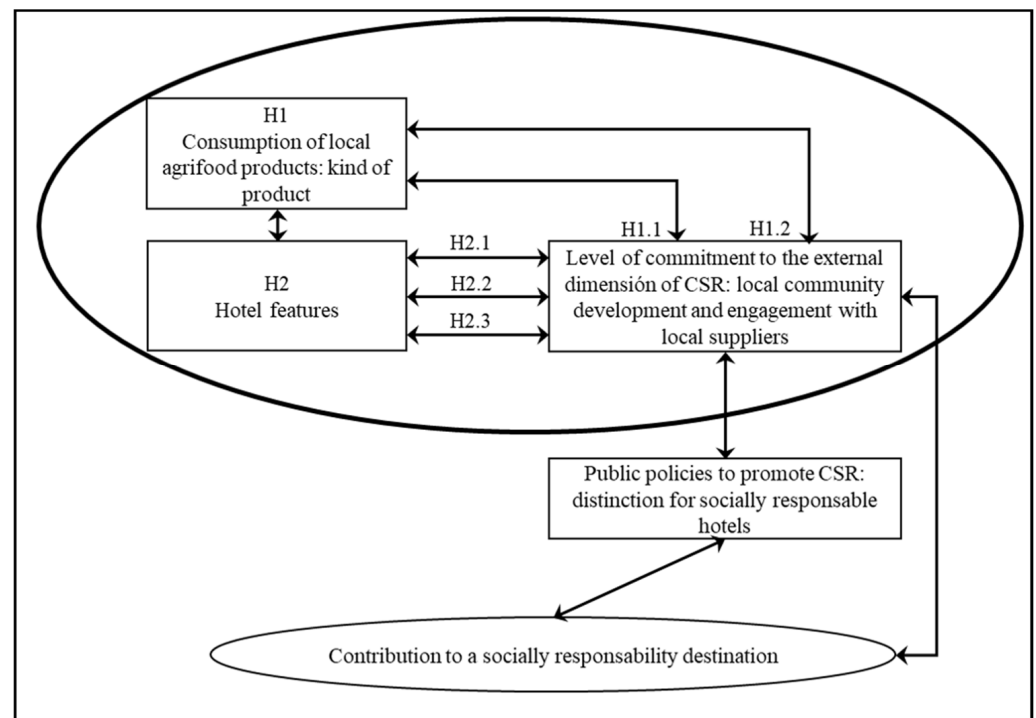 H1
Consumption of local
agrifood products: kind of
product
H1.1
H1.2
H2
Hotel features
H2.1
H2.2
H2.3
Level of commitment to the external
dimensión of CSR: local community
development and engagement with
local suppliers
Public policies to promote CSR:
distinction for socially responsable
hotels
Contribution to a socially responsability destination